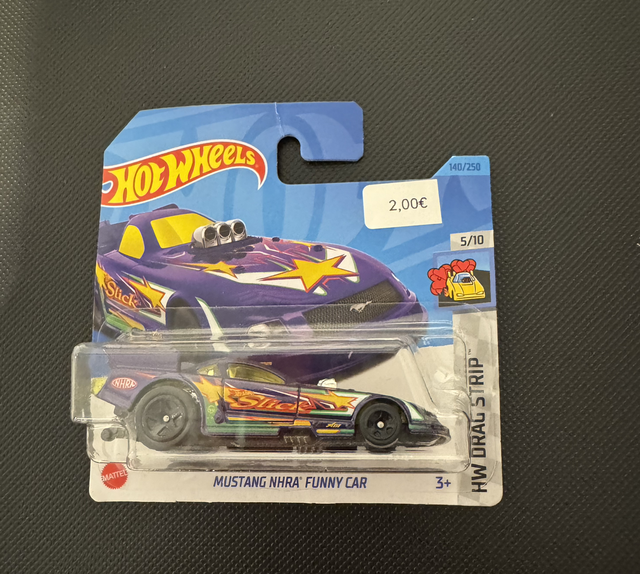 HOT WHEELS
140/250
2,00€
5/10
Slick
NHRA
Slick
HW DRAG STRIP™
MATTEL
MUSTANG NHRA® FUNNY CAR
3+